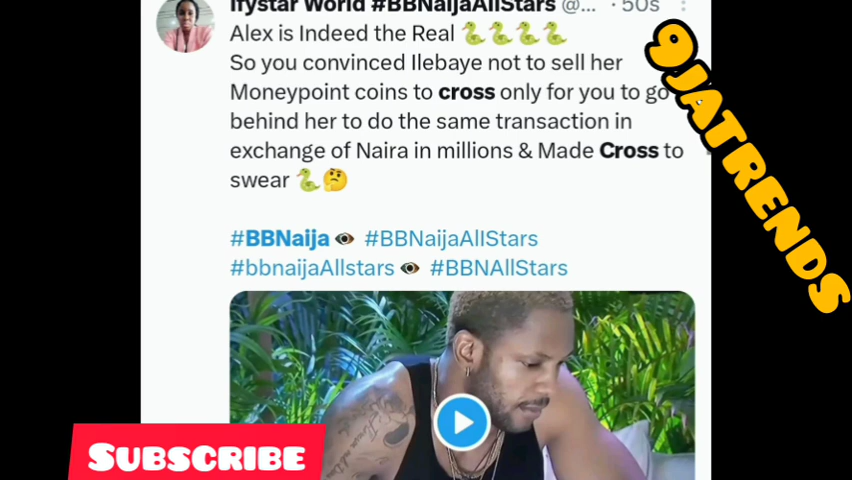 Ifystar World #BBNaijaAllStars @... · 50s
Alex is Indeed the Real 🐍🐍🐍🐍
So you convinced Ilebaye not to sell her
Moneypoint coins to cross only for you to go
behind her to do the same transaction in
exchange of Naira in millions & Made Cross to
swear 🐍🤔
#BBNaija #BBNaijaAllStars
#bbnaijaAllstars #BBNAllStars
9JATRENDS
SUBSCRIBE